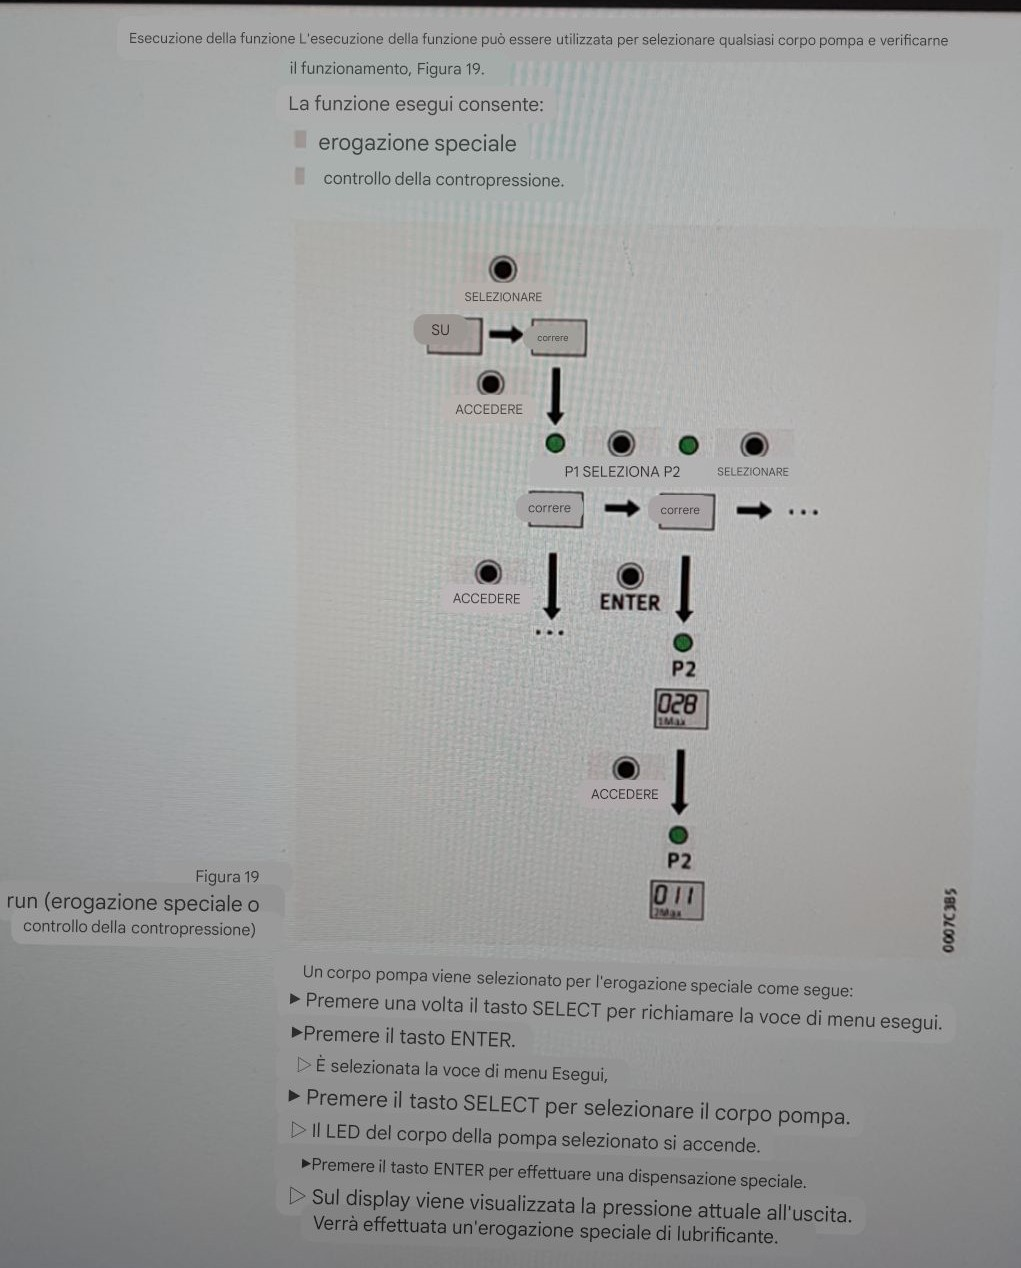 Esecuzione della funzione L'esecuzione della funzione può essere utilizzata per selezionare qualsiasi corpo pompa e verificarne
il funzionamento, Figura 19.
La funzione esegui consente:
erogazione speciale
controllo della contropressione.
SELEZIONARE
SU
correre
ACCEDERE
P1 SELEZIONA P2
SELEZIONARE
correre
correre
...
ACCEDERE
ENTER
...
P2
028
1Max
ACCEDERE
P2
011
2Max
0007C3B5
Figura 19
run (erogazione speciale o
controllo della contropressione)
Un corpo pompa viene selezionato per l'erogazione speciale come segue:
▶ Premere una volta il tasto SELECT per richiamare la voce di menu esegui.
▶Premere il tasto ENTER.
▷ È selezionata la voce di menu Esegui,
▶ Premere il tasto SELECT per selezionare il corpo pompa.
▷ Il LED del corpo della pompa selezionato si accende.
▶Premere il tasto ENTER per effettuare una dispensazione speciale.
▷ Sul display viene visualizzata la pressione attuale all'uscita.
Verrà effettuata un'erogazione speciale di lubrificante.